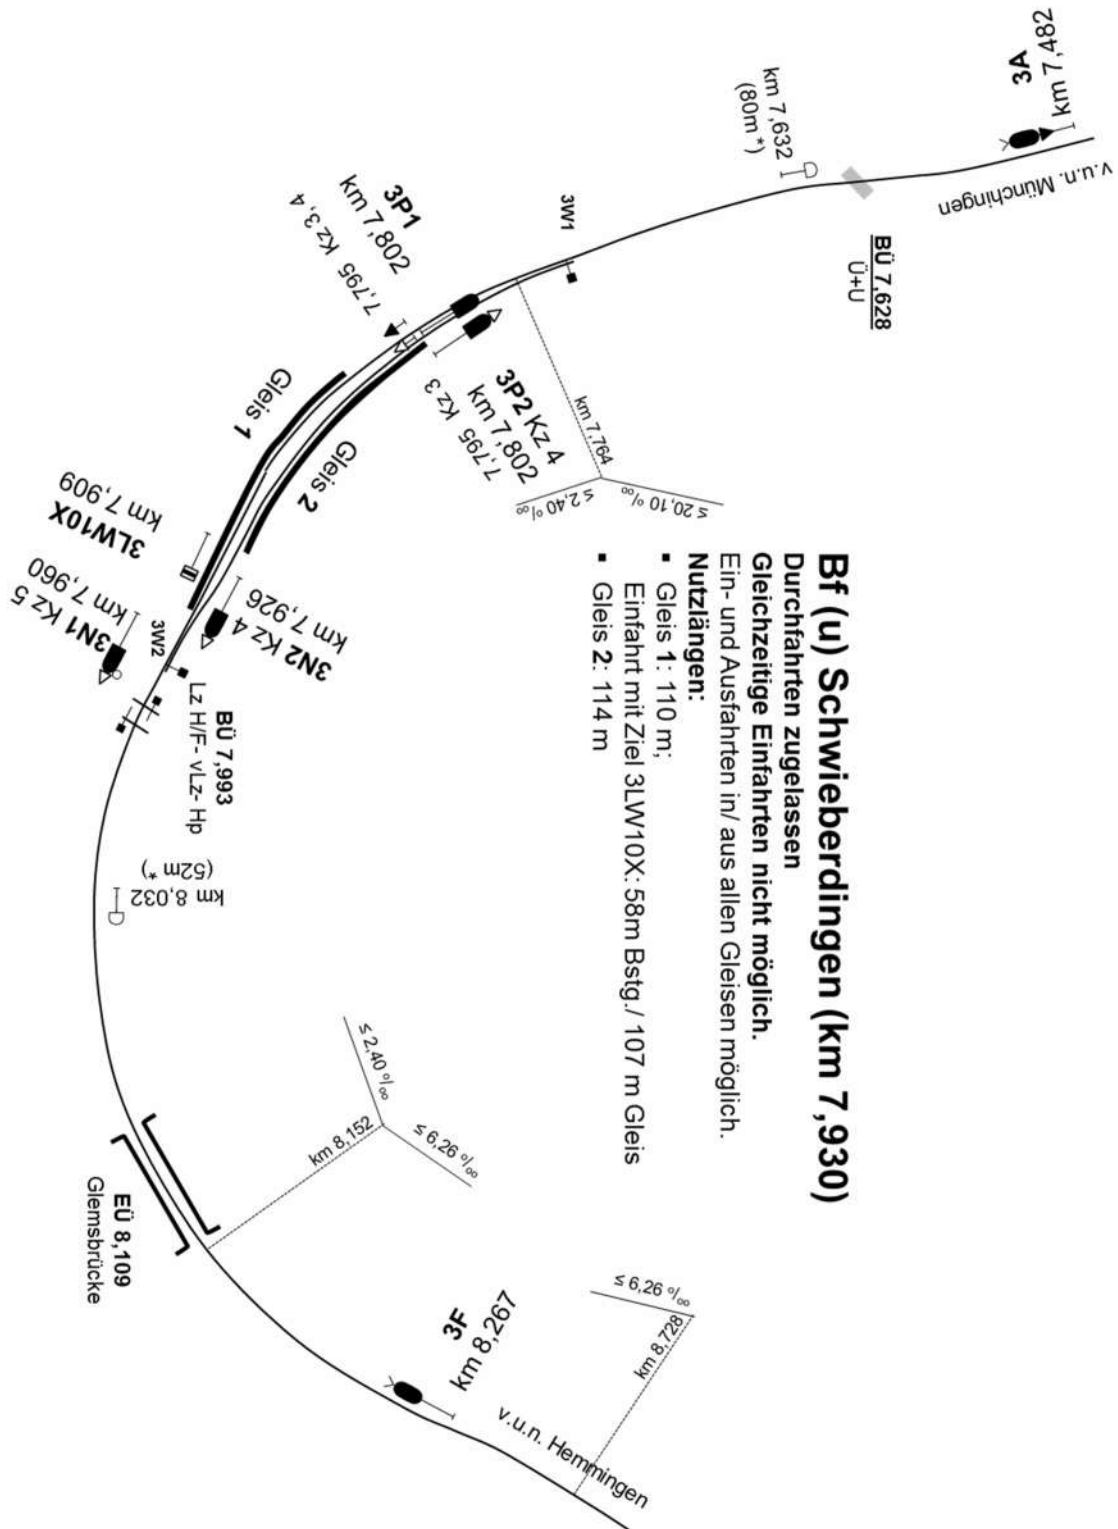 Bf (u) Schwieberdingen (km 7,930)
Durchfahrten zugelassen
Gleichzeitige Einfahrten nicht möglich.
Ein- und Ausfahrten in/ aus allen Gleisen möglich.
Nutzlängen:
▪ Gleis 1: 110 m;
Einfahrt mit Ziel 3LW10X: 58m Bstg./ 107 m Gleis
▪ Gleis 2: 114 m
3A
km 7,482
v.u.n. Münchingen
km 7,632
(80m *)
BÜ 7,628
Ü+U
3W1
3P1
km 7,802
7,795 Kz 3,4
3P2 Kz 4
km 7,802
7,795 Kz 3
km 7,764
≤ 2,40 º/ₒₒ
≤ 20,10 º/ₒₒ
Gleis 1
Gleis 2
3LW10X
km 7,909
3N1 Kz 5
km 7,960
3W2
3N2 Kz 4
km 7,926
BÜ 7,993
Lz H/F- vLz- Hp
km 8,032
(52m *)
≤ 2,40 º/ₒₒ
≤ 6,26 º/ₒₒ
km 8,152
EÜ 8,109
Glemsbrücke
3F
km 8,267
≤ 6,26 º/ₒₒ
km 8,728
v.u.n. Hemmingen